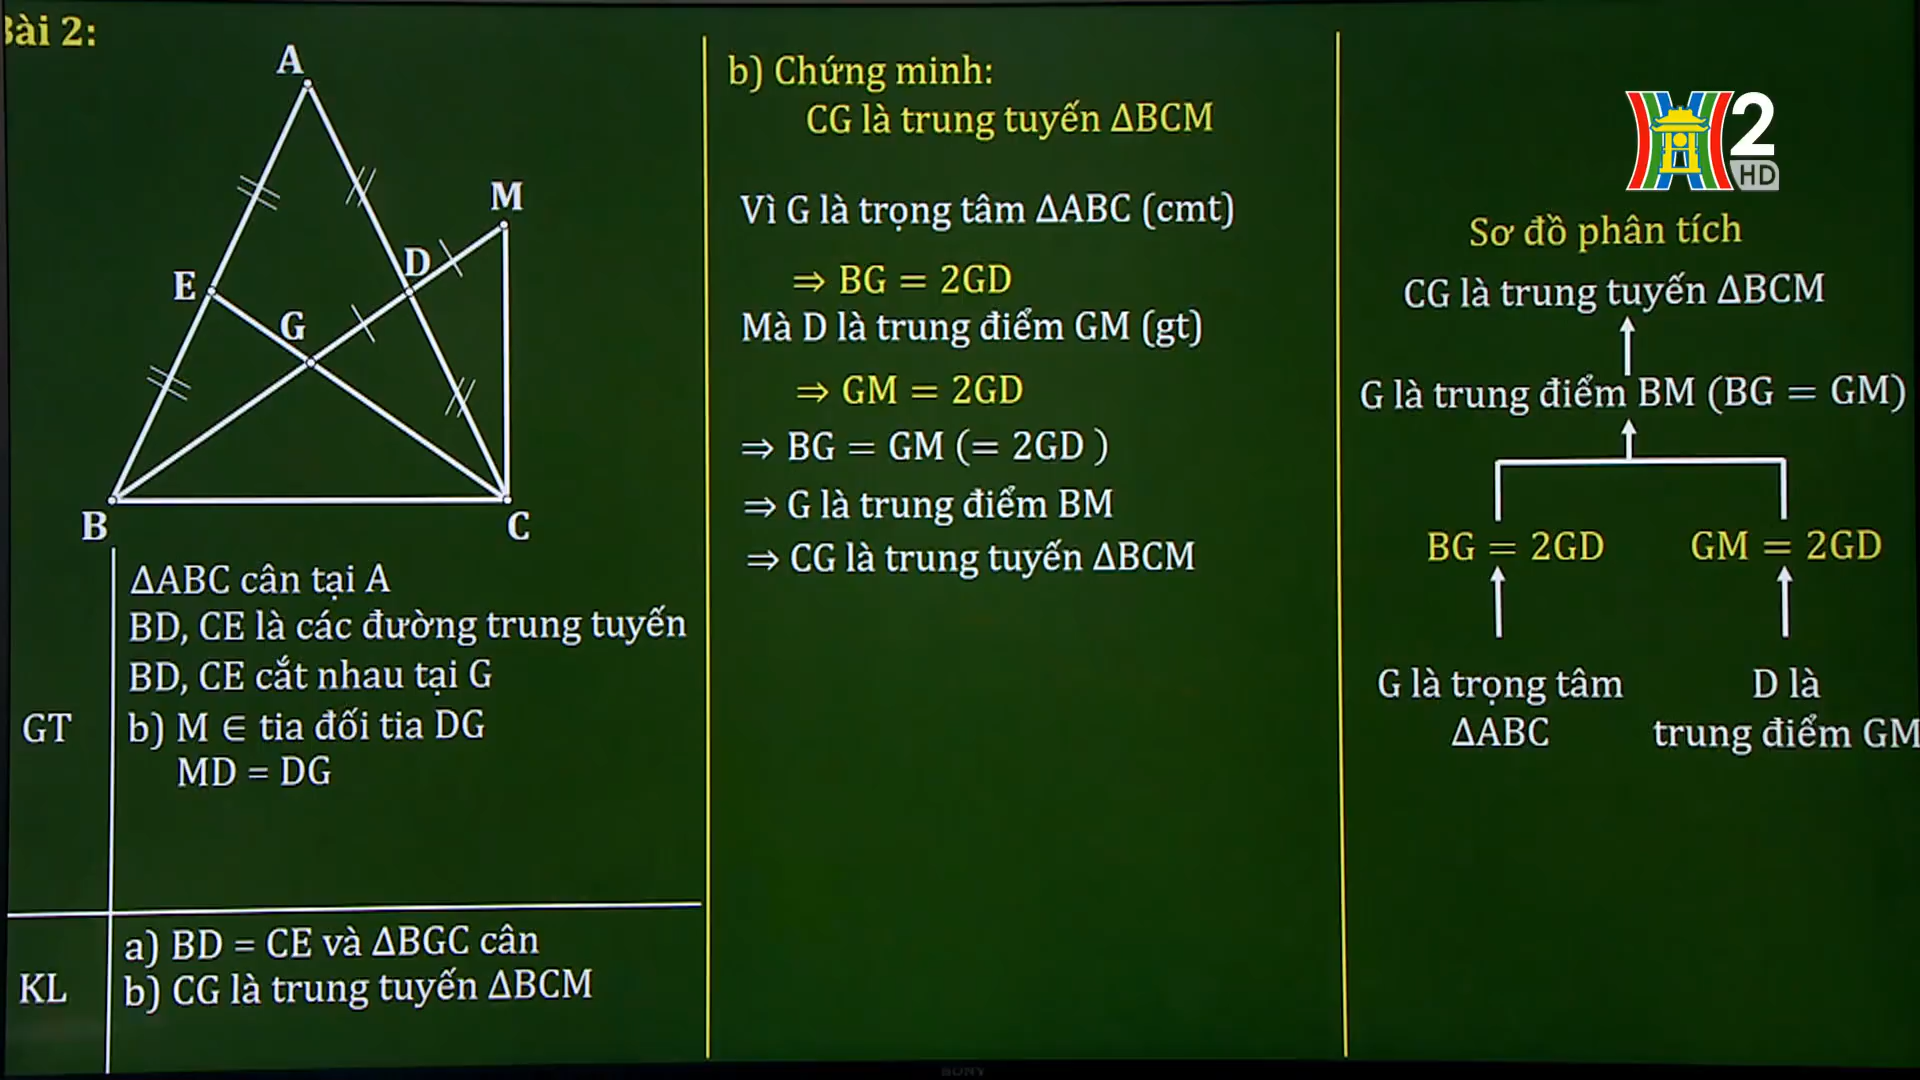 Bài 2:
A
M
D
E
G
B
C
GT
ΔABC cân tại A
BD, CE là các đường trung tuyến
BD, CE cắt nhau tại G
b) M ∈ tia đối tia DG
MD = DG
KL
a) BD = CE và ΔBGC cân
b) CG là trung tuyến ΔBCM
b) Chứng minh:
CG là trung tuyến ΔBCM
Vì G là trọng tâm ΔABC (cmt)
⇒ BG = 2GD
Mà D là trung điểm GM (gt)
⇒ GM = 2GD
⇒ BG = GM (= 2GD )
⇒ G là trung điểm BM
⇒ CG là trung tuyến ΔBCM
2
HD
Sơ đồ phân tích
CG là trung tuyến ΔBCM
G là trung điểm BM (BG = GM)
BG = 2GD
GM = 2GD
G là trọng tâm
ΔABC
D là
trung điểm GM
SONY